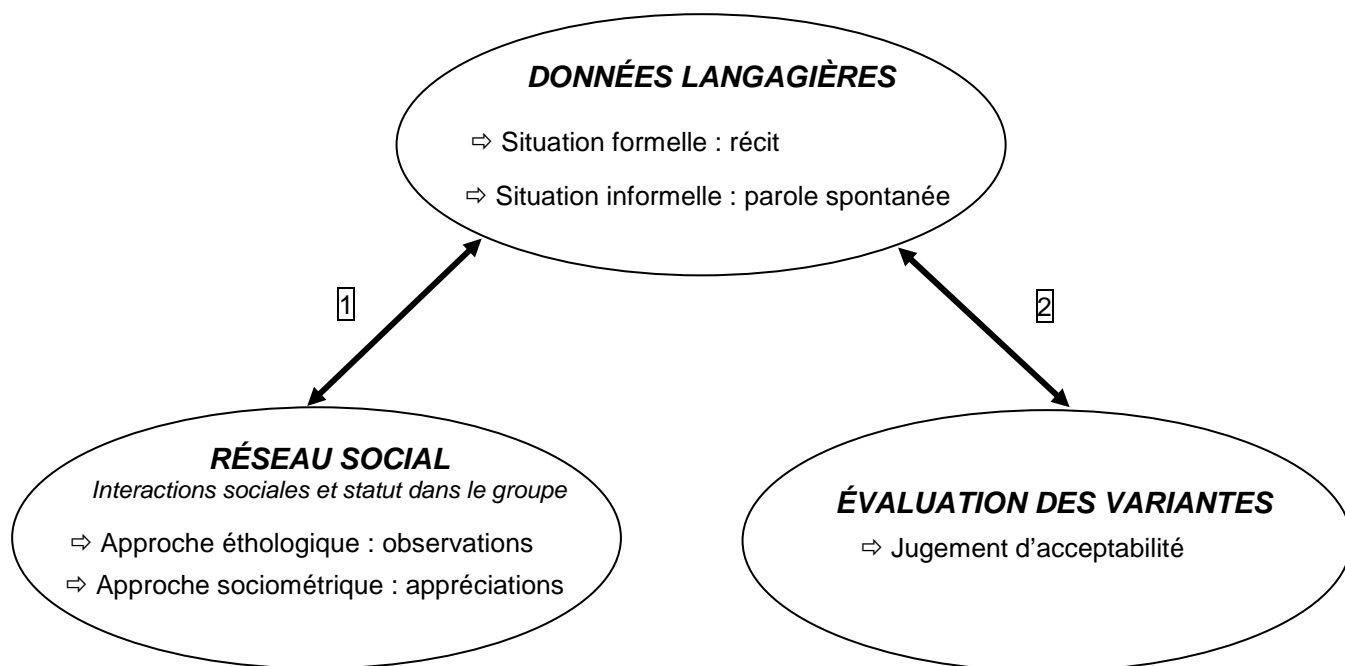 DONNÉES LANGAGIÈRES
⇨ Situation formelle : récit
⇨ Situation informelle : parole spontanée
1
2
RÉSEAU SOCIAL
Interactions sociales et statut dans le groupe
⇨ Approche éthologique : observations
⇨ Approche sociométrique : appréciations
ÉVALUATION DES VARIANTES
⇨ Jugement d’acceptabilité